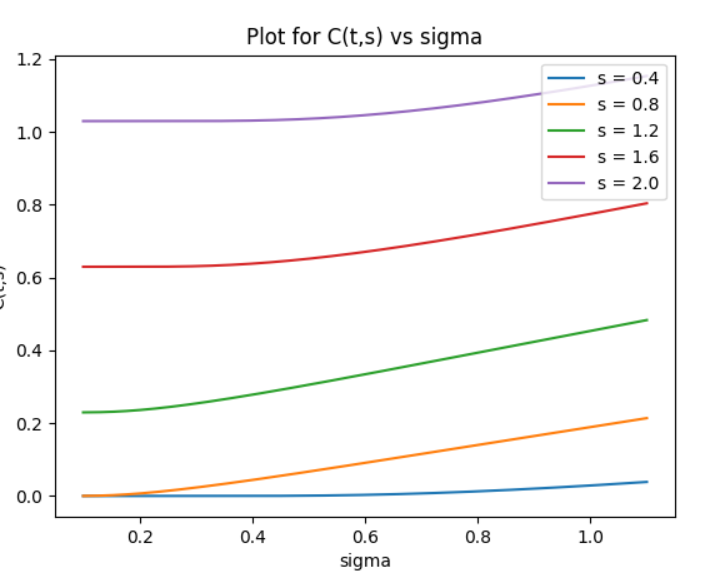 Plot for C(t,s) vs sigma
1.2
1.0
0.8
0.6
0.4
0.2
0.0
C(t,s)
s = 0.4
s = 0.8
s = 1.2
s = 1.6
s = 2.0
0.2 0.4 0.6 0.8 1.0
sigma